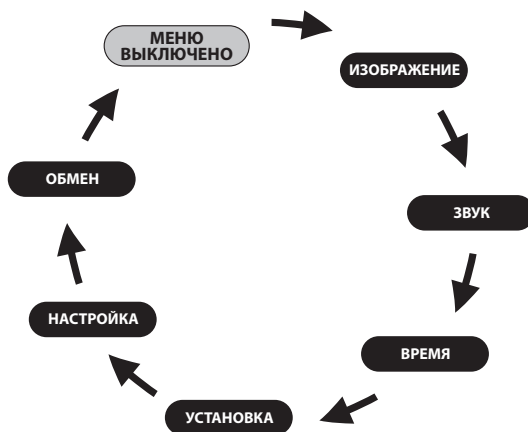 МЕНЮ
ВЫКЛЮЧЕНО
ИЗОБРАЖЕНИЕ
ЗВУК
ВРЕМЯ
УСТАНОВКА
НАСТРОЙКА
ОБМЕН